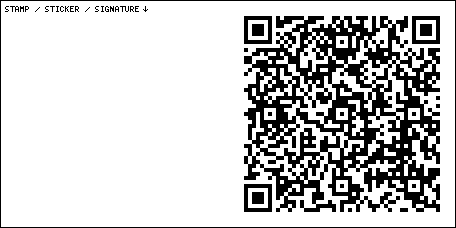 STAMP / STICKER / SIGNATURE ↓